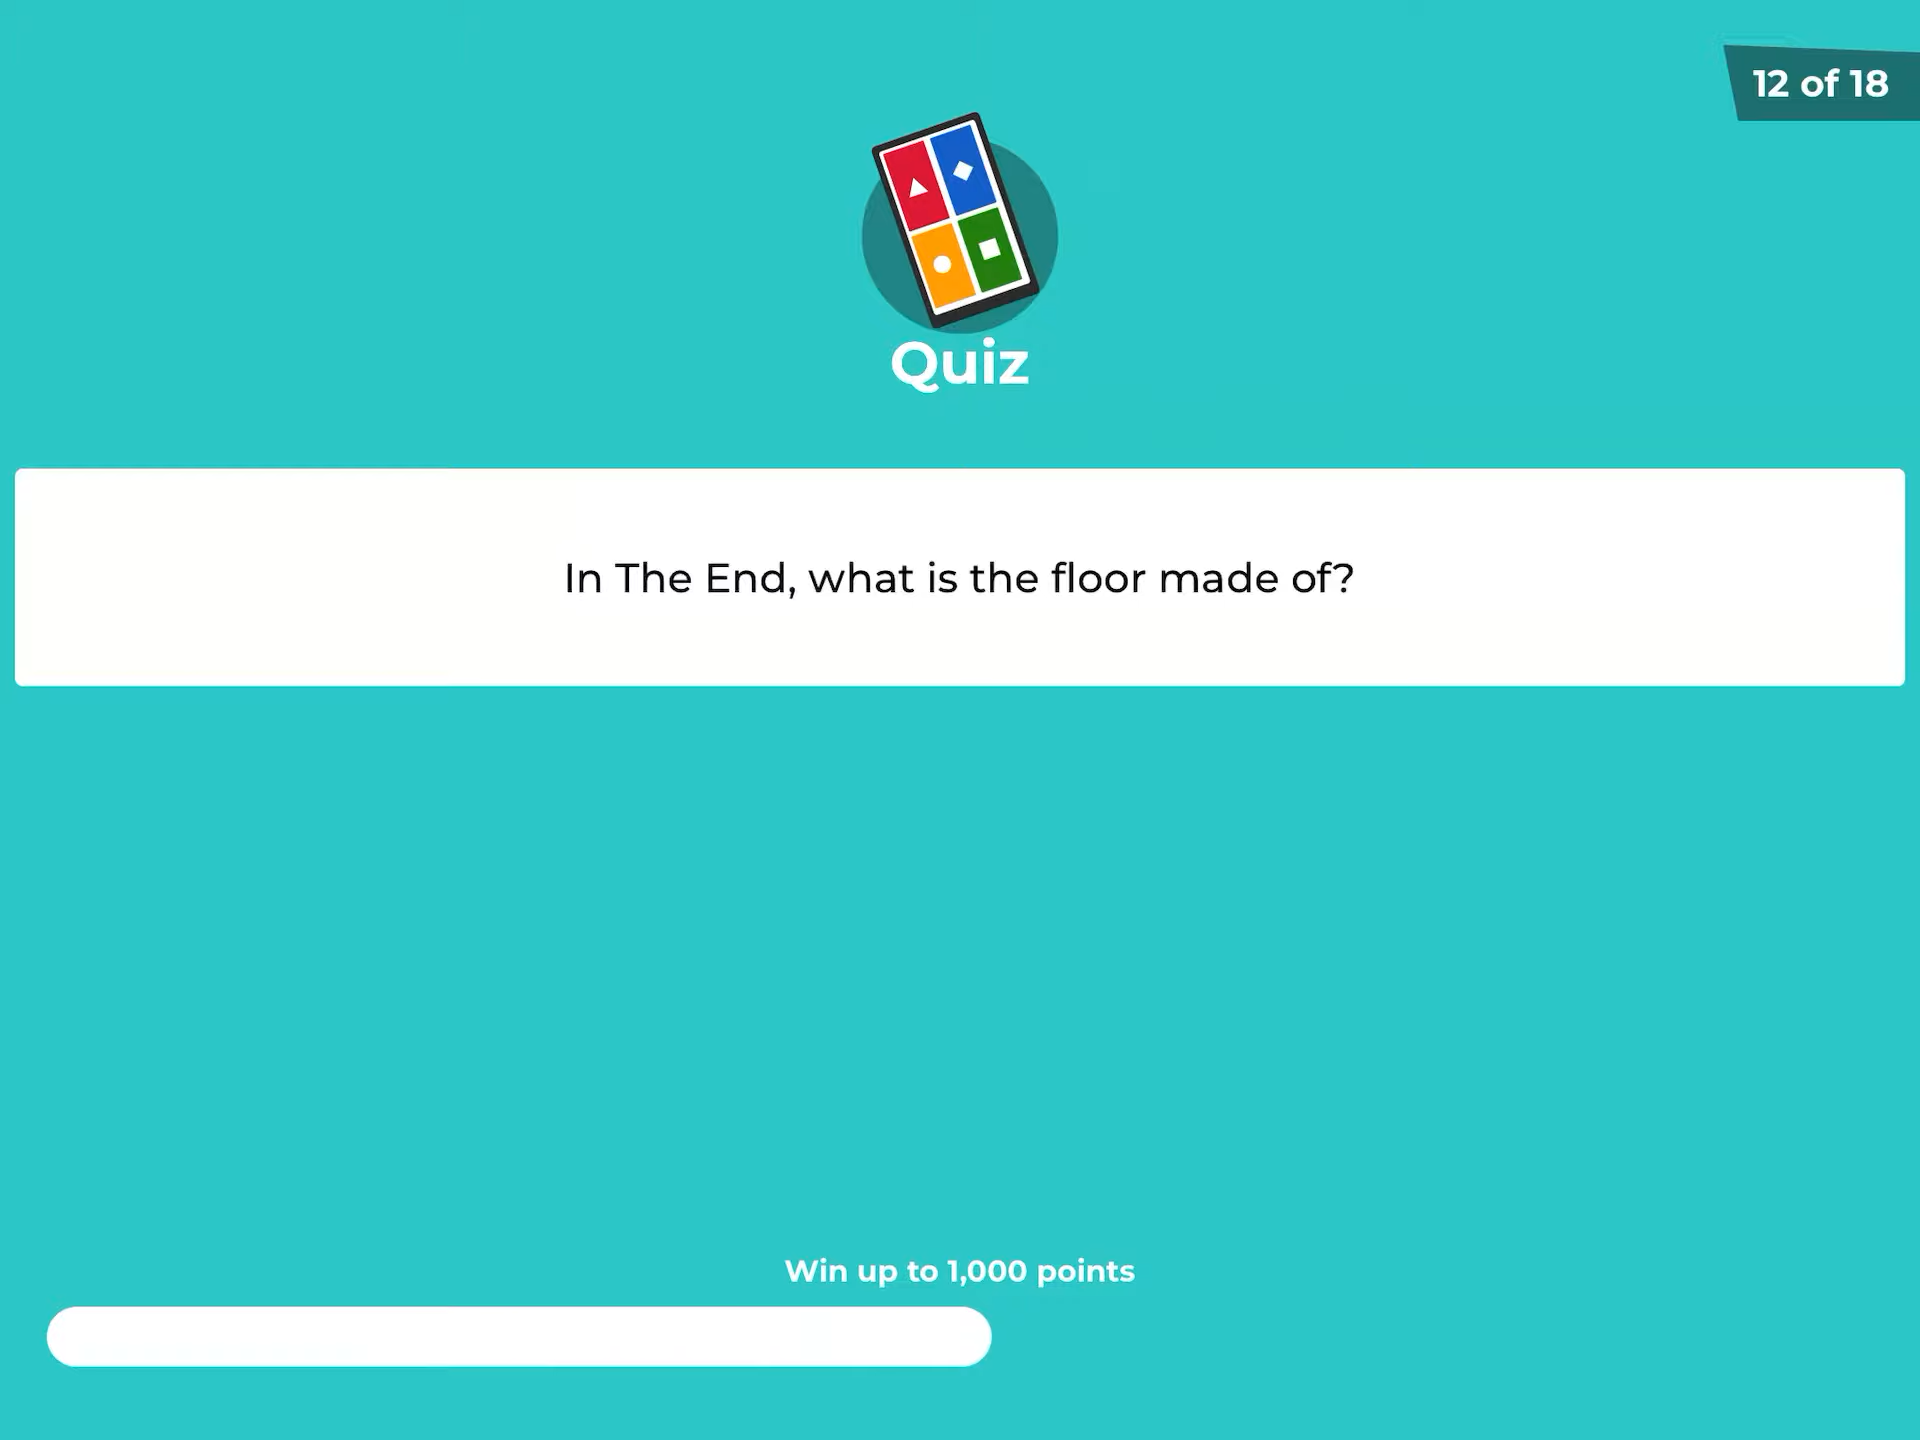 12 of 18
Quiz
In The End, what is the floor made of?
Win up to 1,000 points